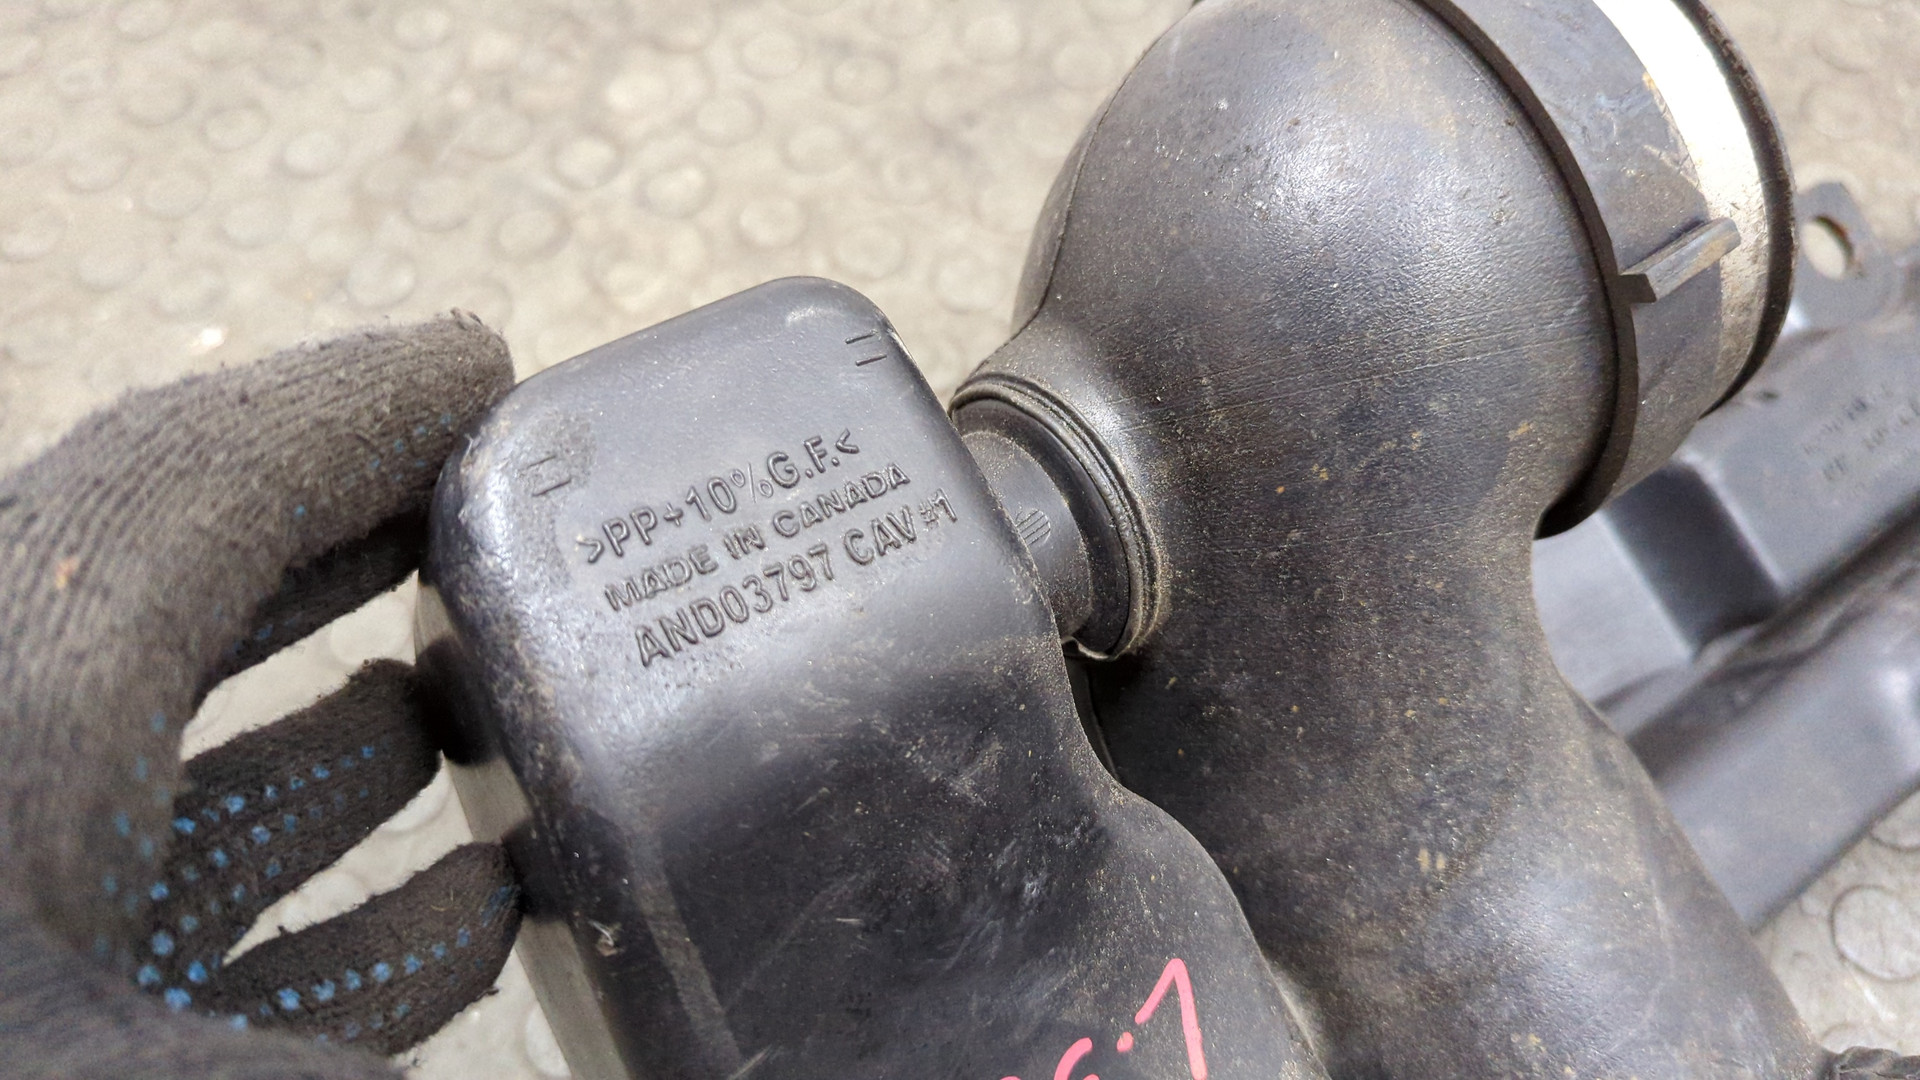 >PP+10%G.F.<
MADE IN CANADA
AND03797 CAV#1